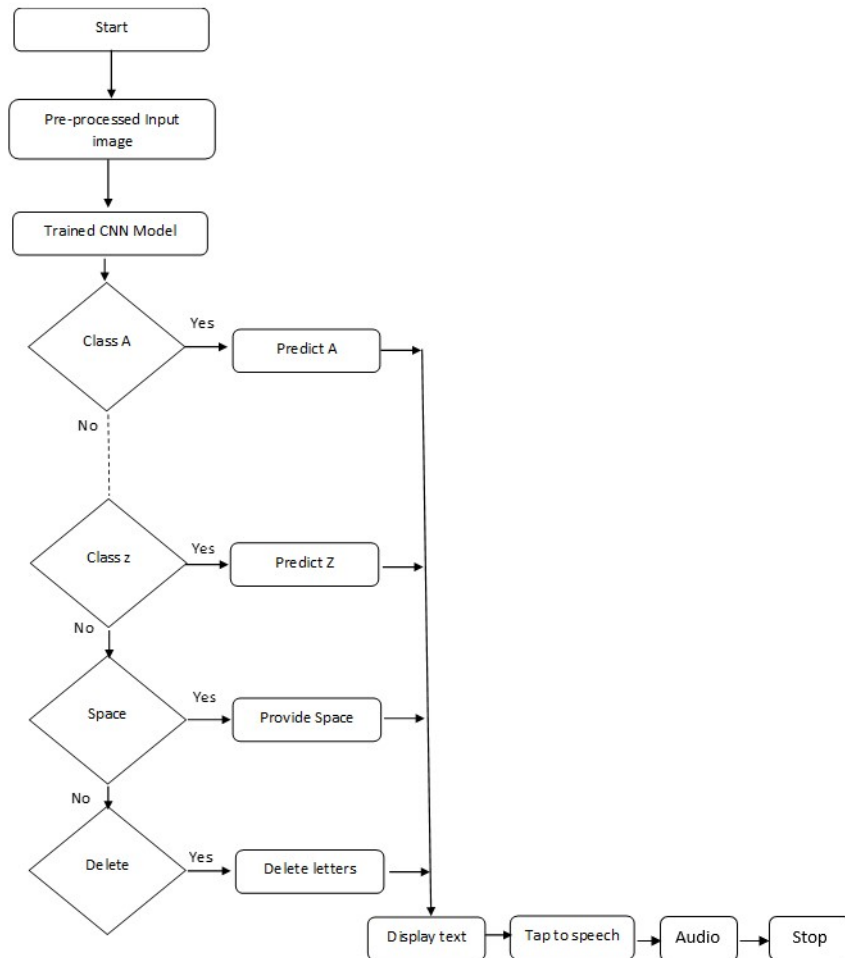 Start
Pre-processed Input
image
Trained CNN Model
Class A
Yes
Predict A
No
Class z
Yes
Predict Z
No
Space
Yes
Provide Space
No
Delete
Yes
Delete letters
Display text
Tap to speech
Audio
Stop